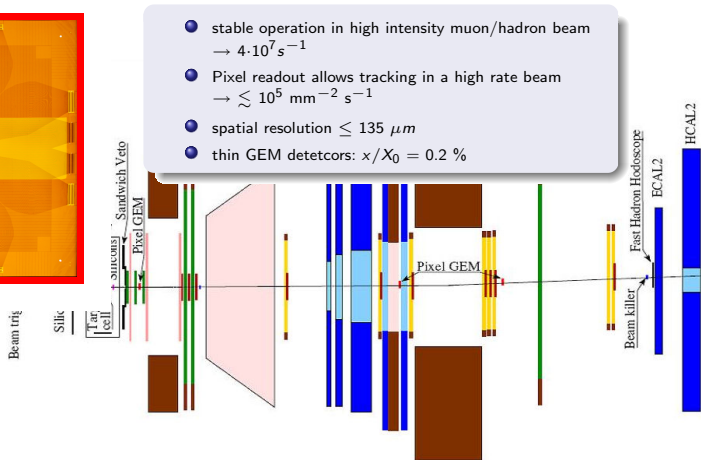 stable operation in high intensity muon/hadron beam
→ 4·10⁷s⁻¹
Pixel readout allows tracking in a high rate beam
→ ≲ 10⁵ mm⁻² s⁻¹
spatial resolution ≤ 135 μm
thin GEM detetcors: x/X₀ = 0.2 %
Sandwich Veto
Pixel GEM
Silicons
Pixel GEM
Fast Hadron Hodoscope
ECAL2
HCAL2
Beam killer
Beam
cell